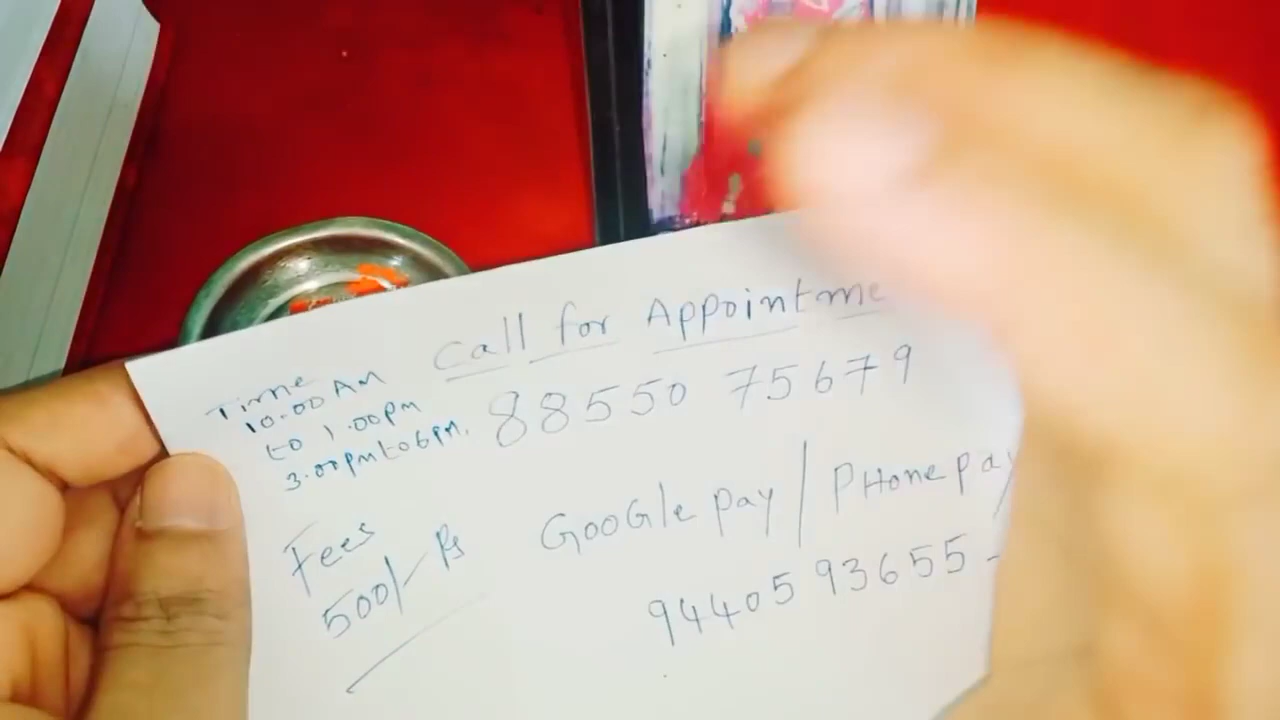 Call for Appointme
88550 75679
Time
10.00 AM
to 1.00pm
3.00pm to 6pm.
Google pay / PHone pay
94405 93655 -
Fees
500/- Rs